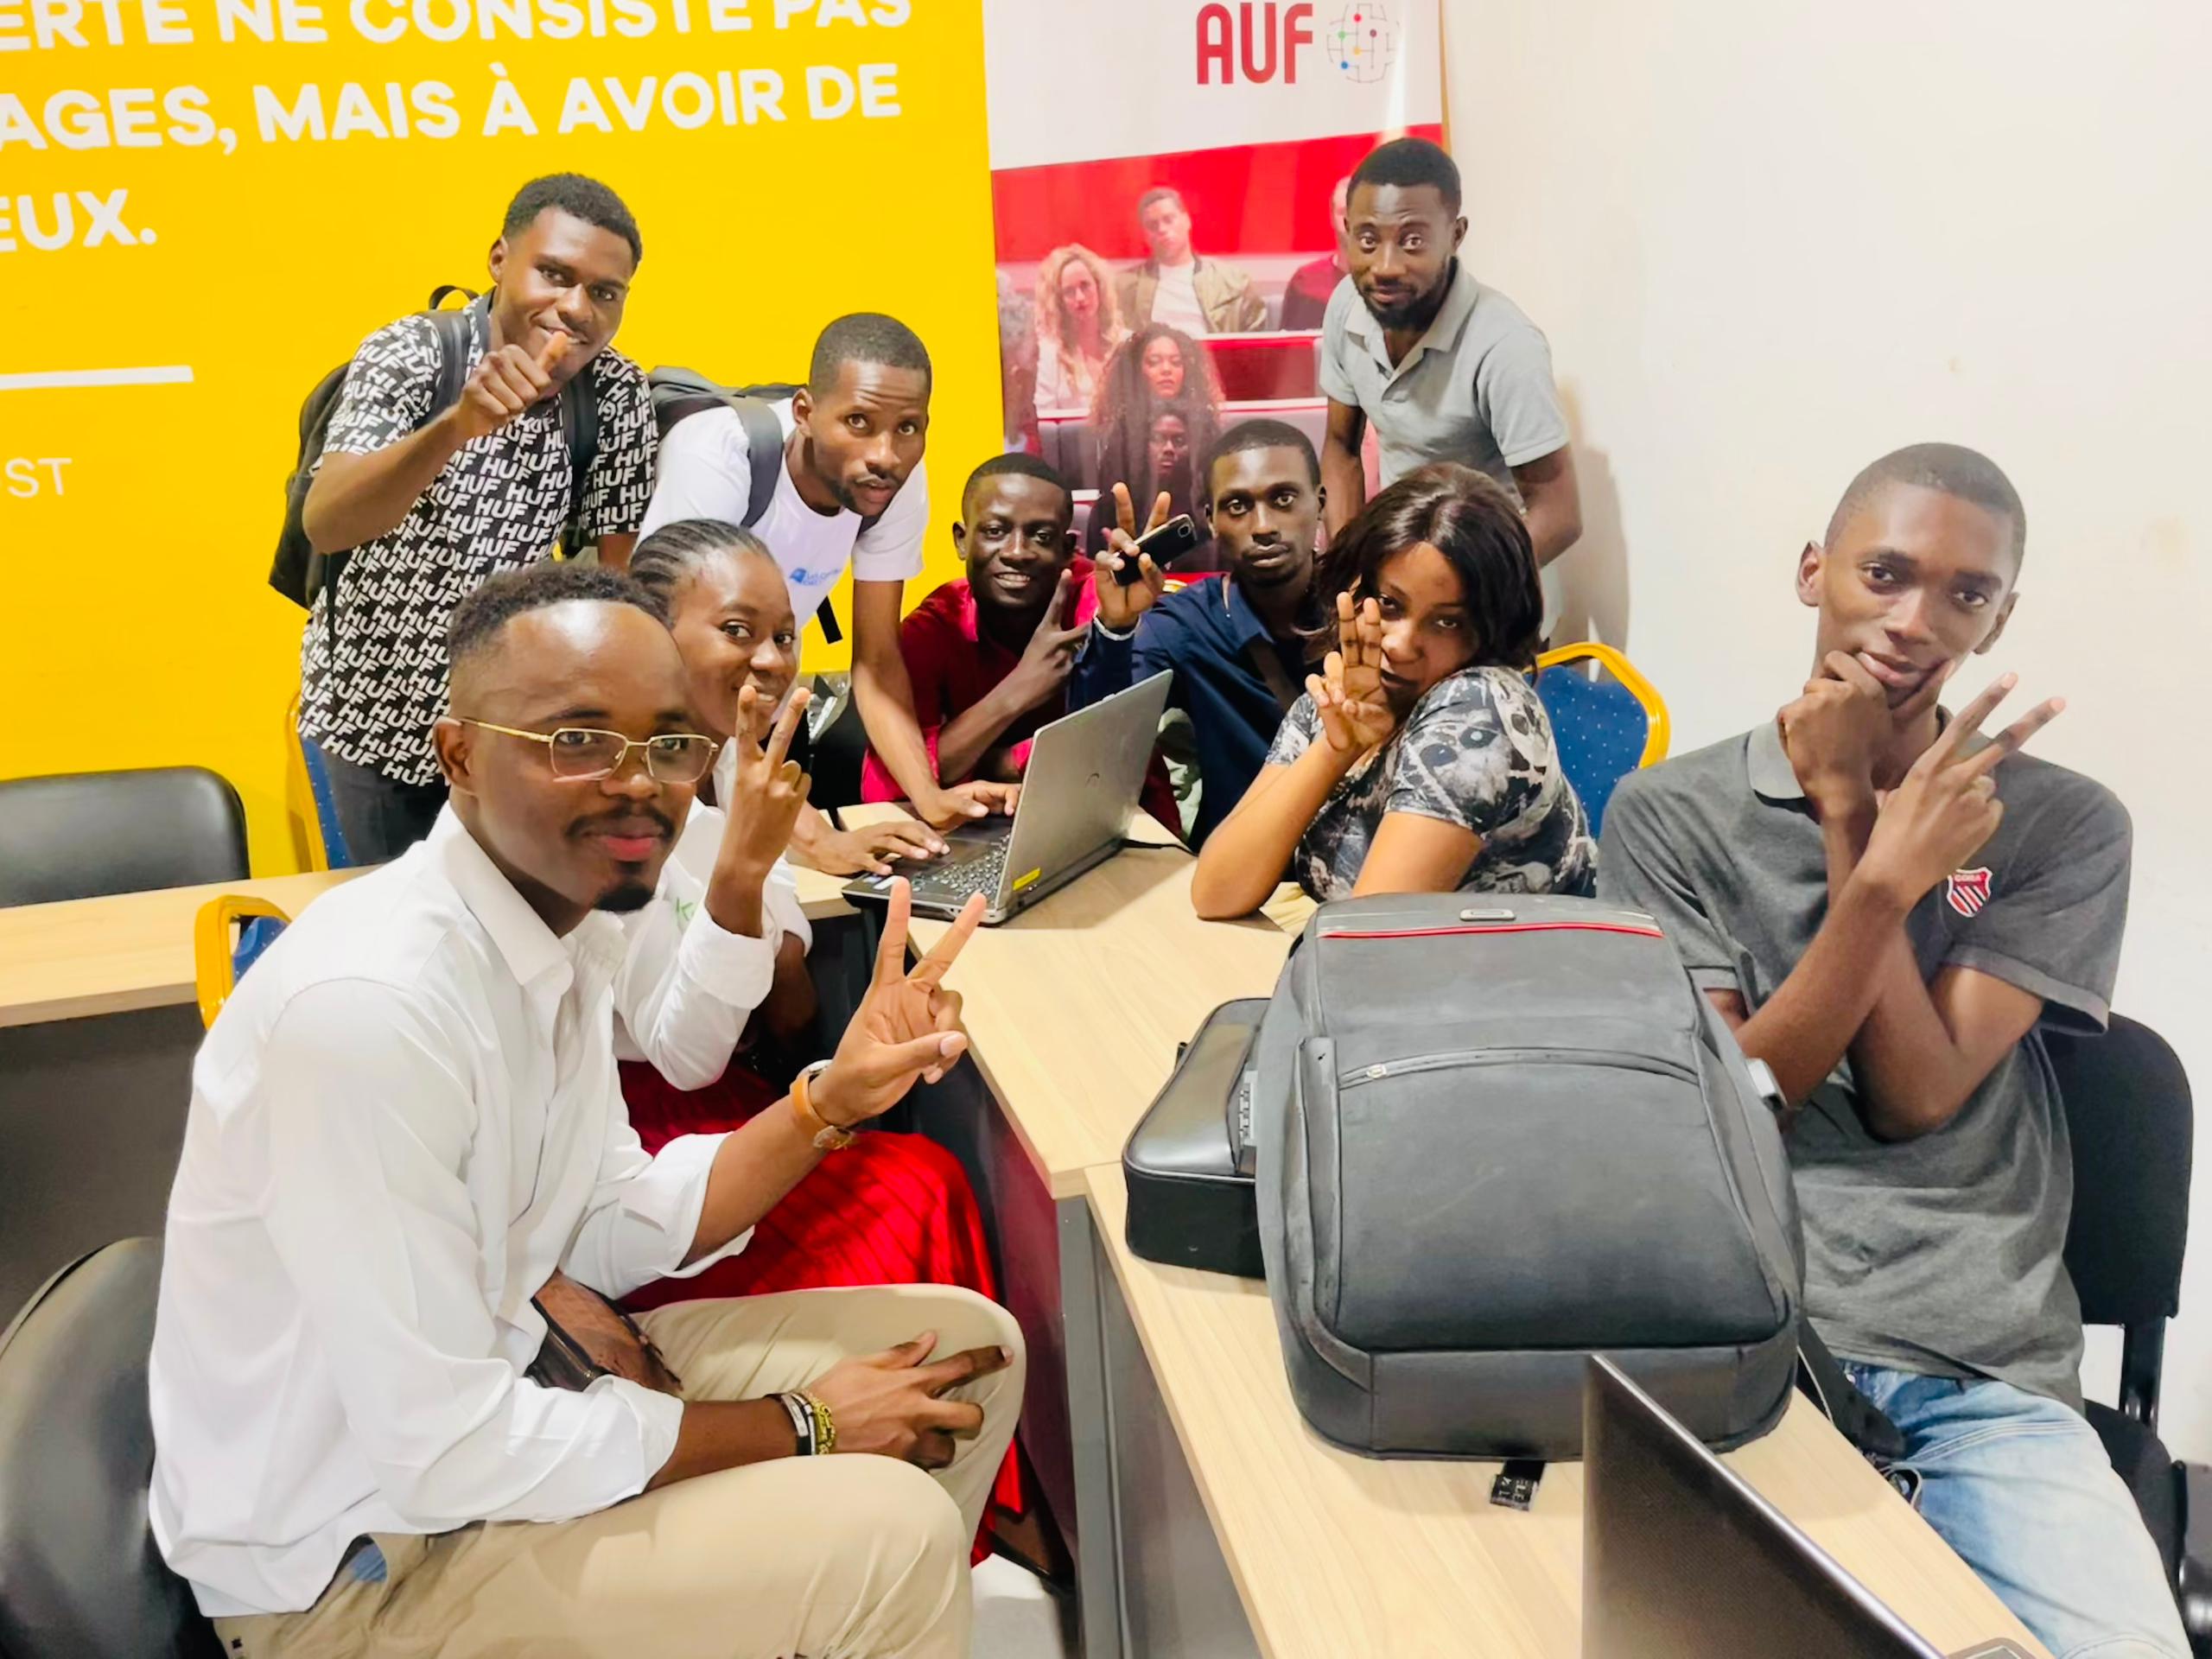 ERTE NE CONSISTE PAS
AGES, MAIS À AVOIR DE
EUX.
ST
AUF
HUF HUF HUF